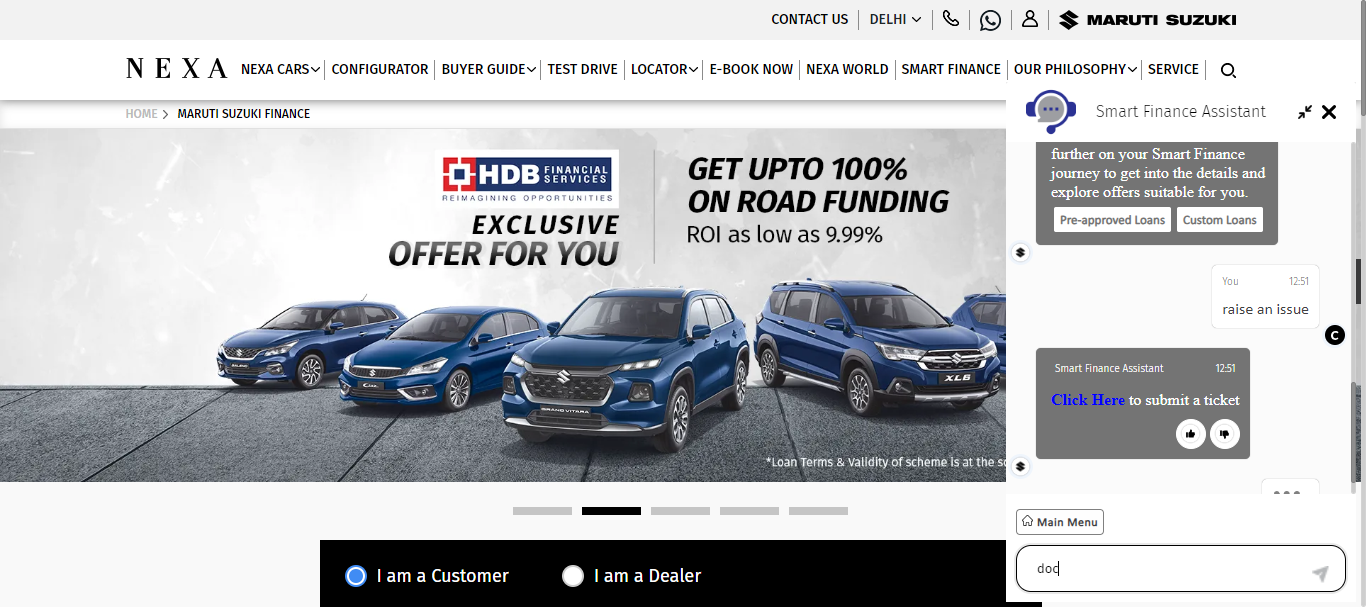 CONTACT US
DELHI
MARUTI SUZUKI
NEXA
NEXA CARS
CONFIGURATOR
BUYER GUIDE
TEST DRIVE
LOCATOR
E-BOOK NOW
NEXA WORLD
SMART FINANCE
OUR PHILOSOPHY
SERVICE
HOME
MARUTI SUZUKI FINANCE
HDB FINANCIAL SERVICES
REIMAGINING OPPORTUNITIES
EXCLUSIVE
OFFER FOR YOU
GET UPTO 100%
ON ROAD FUNDING
ROI as low as 9.99%
GRAND VITARA
XL6
*Loan Terms & Validity of scheme is at the
I am a Customer
I am a Dealer
Smart Finance Assistant
further on your Smart Finance
journey to get into the details and
explore offers suitable for you.
Pre-approved Loans
Custom Loans
You 12:51
raise an issue
C
Smart Finance Assistant 12:51
Click Here to submit a ticket
Main Menu
doc